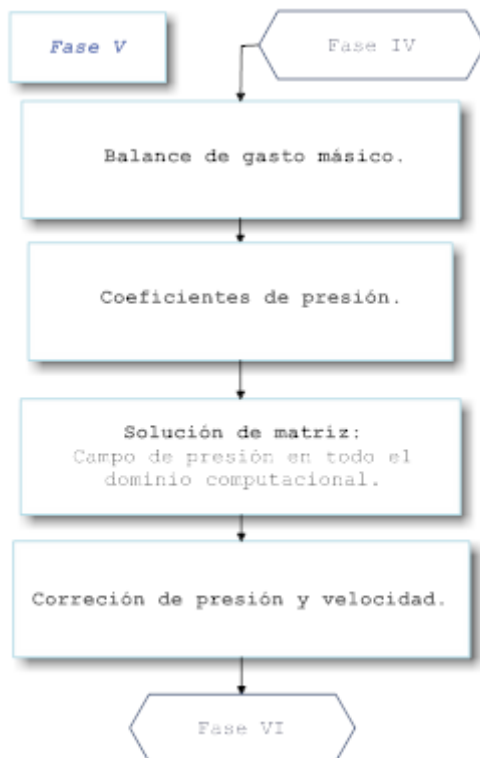 Fase V
Fase IV
Balance de gasto másico.
Coeficientes de presión.
Solución de matriz:
Campo de presión en todo el
dominio computacional.
Correción de presión y velocidad.
Fase VI